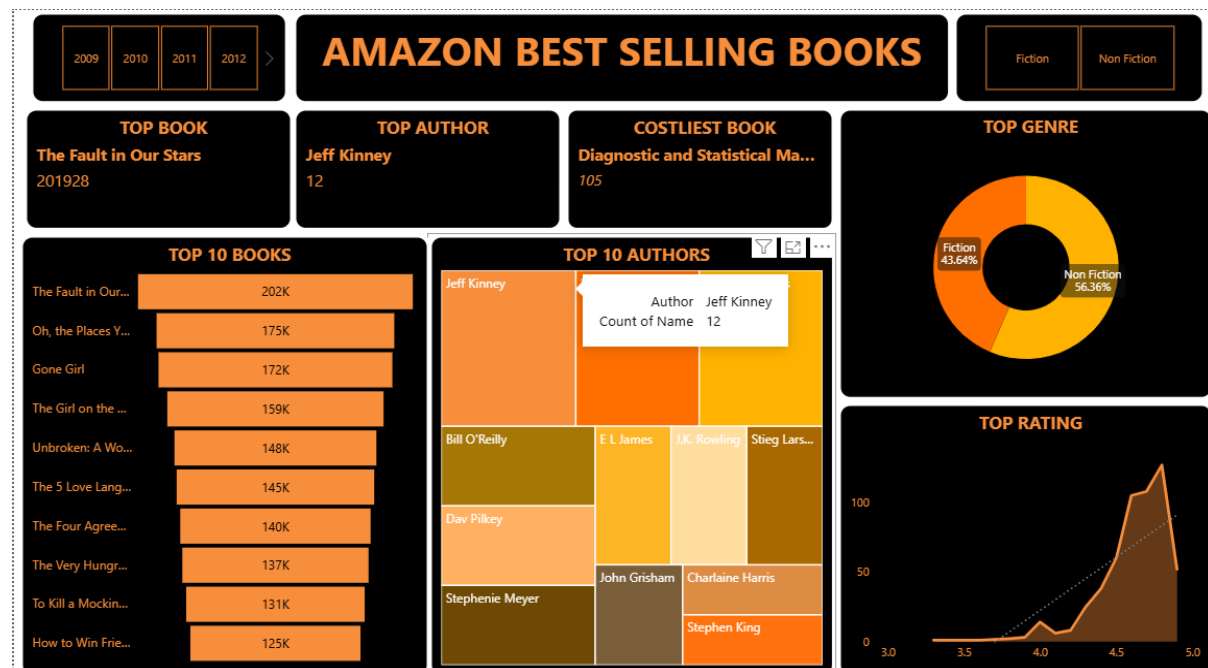 2009 2010 2011 2012
AMAZON BEST SELLING BOOKS
Fiction Non Fiction
TOP BOOK
The Fault in Our Stars
201928
TOP AUTHOR
Jeff Kinney
12
COSTLIEST BOOK
Diagnostic and Statistical Ma...
105
TOP GENRE
Fiction
43.64%
Non Fiction
56.36%
TOP 10 BOOKS
The Fault in Our... 202K
Oh, the Places Y... 175K
Gone Girl 172K
The Girl on the ... 159K
Unbroken: A Wo... 148K
The 5 Love Lang... 145K
The Four Agree... 140K
The Very Hungr... 137K
To Kill a Mockin... 131K
How to Win Frie... 125K
TOP 10 AUTHORS
Jeff Kinney
Author Jeff Kinney
Count of Name 12
Bill O'Reilly
E L James
J.K. Rowling
Stieg Lars...
Dav Pilkey
John Grisham
Charlaine Harris
Stephenie Meyer
Stephen King
TOP RATING
100
50
0
3.0 3.5 4.0 4.5 5.0